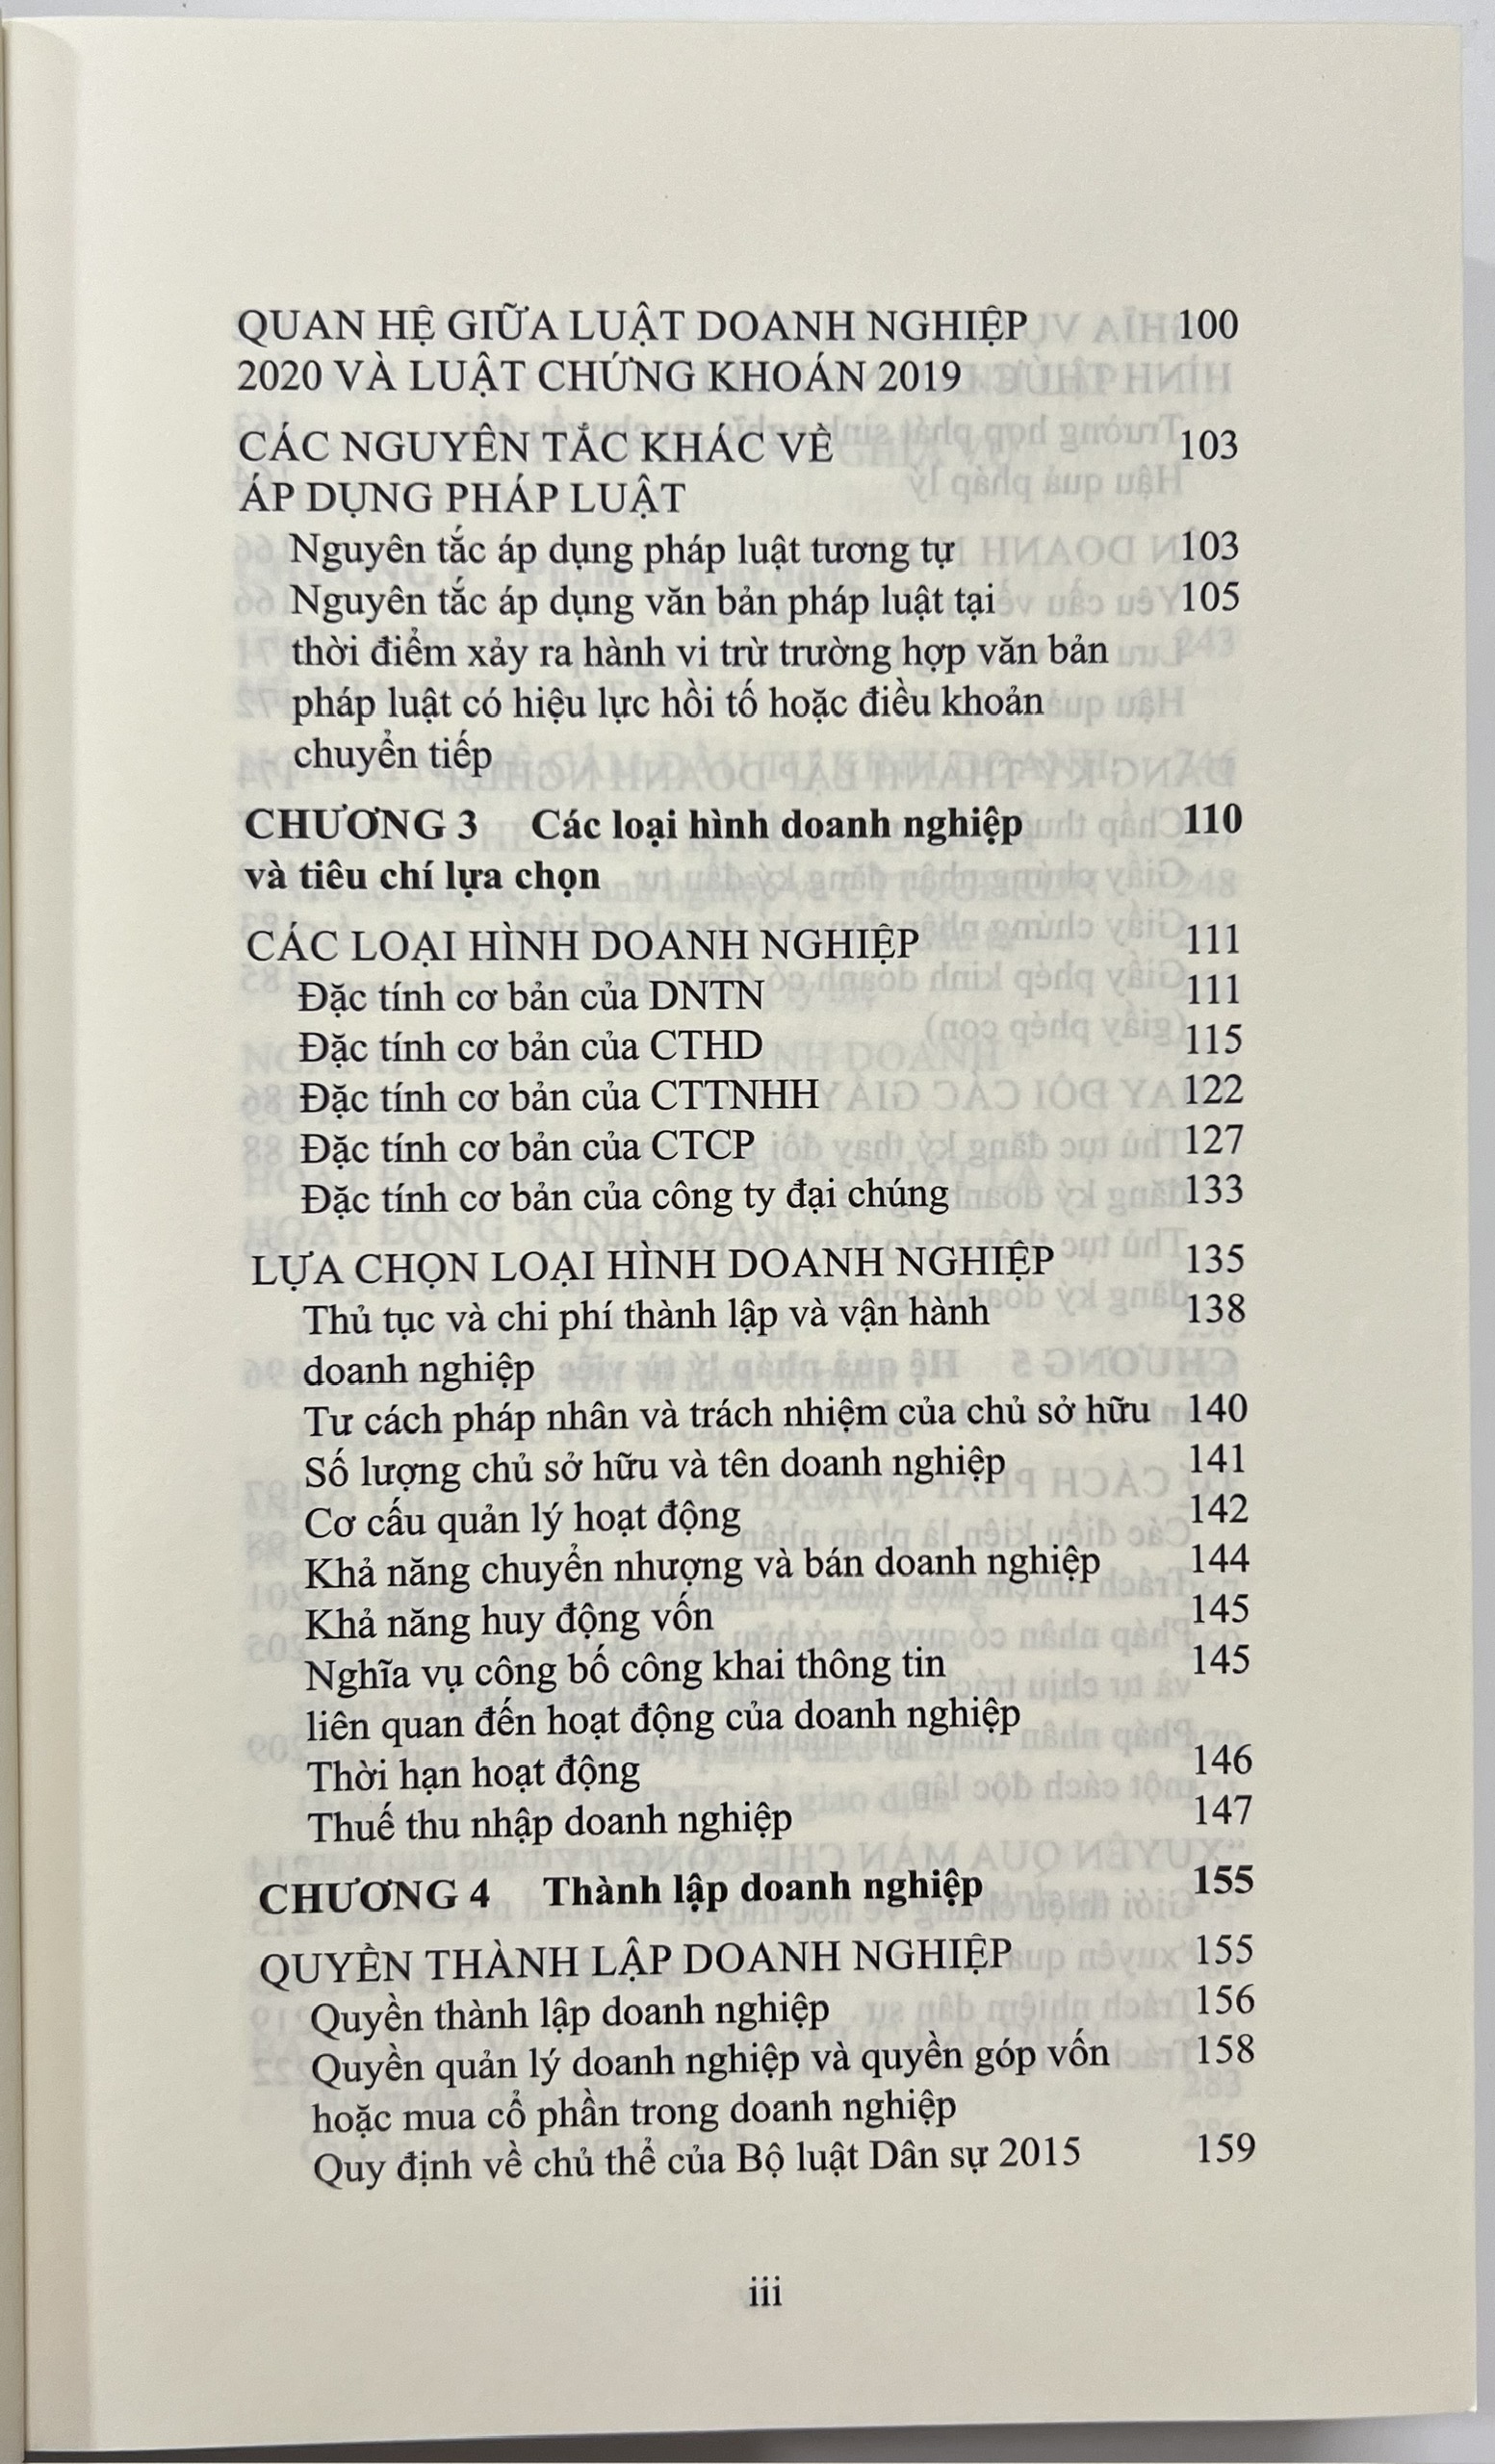 QUAN HỆ GIỮA LUẬT DOANH NGHIỆP 100
2020 VÀ LUẬT CHỨNG KHOÁN 2019
CÁC NGUYÊN TẮC KHÁC VỀ 103
ÁP DỤNG PHÁP LUẬT
Nguyên tắc áp dụng pháp luật tương tự 103
Nguyên tắc áp dụng văn bản pháp luật tại 105
thời điểm xảy ra hành vi trừ trường hợp văn bản
pháp luật có hiệu lực hồi tố hoặc điều khoản
chuyển tiếp
CHƯƠNG 3 Các loại hình doanh nghiệp 110
và tiêu chí lựa chọn
CÁC LOẠI HÌNH DOANH NGHIỆP 111
Đặc tính cơ bản của DNTN 111
Đặc tính cơ bản của CTHD 115
Đặc tính cơ bản của CTTNHH 122
Đặc tính cơ bản của CTCP 127
Đặc tính cơ bản của công ty đại chúng 133
LỰA CHỌN LOẠI HÌNH DOANH NGHIỆP 135
Thủ tục và chi phí thành lập và vận hành 138
doanh nghiệp
Tư cách pháp nhân và trách nhiệm của chủ sở hữu 140
Số lượng chủ sở hữu và tên doanh nghiệp 141
Cơ cấu quản lý hoạt động 142
Khả năng chuyển nhượng và bán doanh nghiệp 144
Khả năng huy động vốn 145
Nghĩa vụ công bố công khai thông tin 145
liên quan đến hoạt động của doanh nghiệp
Thời hạn hoạt động 146
Thuế thu nhập doanh nghiệp 147
CHƯƠNG 4 Thành lập doanh nghiệp 155
QUYỀN THÀNH LẬP DOANH NGHIỆP 155
Quyền thành lập doanh nghiệp 156
Quyền quản lý doanh nghiệp và quyền góp vốn 158
hoặc mua cổ phần trong doanh nghiệp
Quy định về chủ thể của Bộ luật Dân sự 2015 159
iii